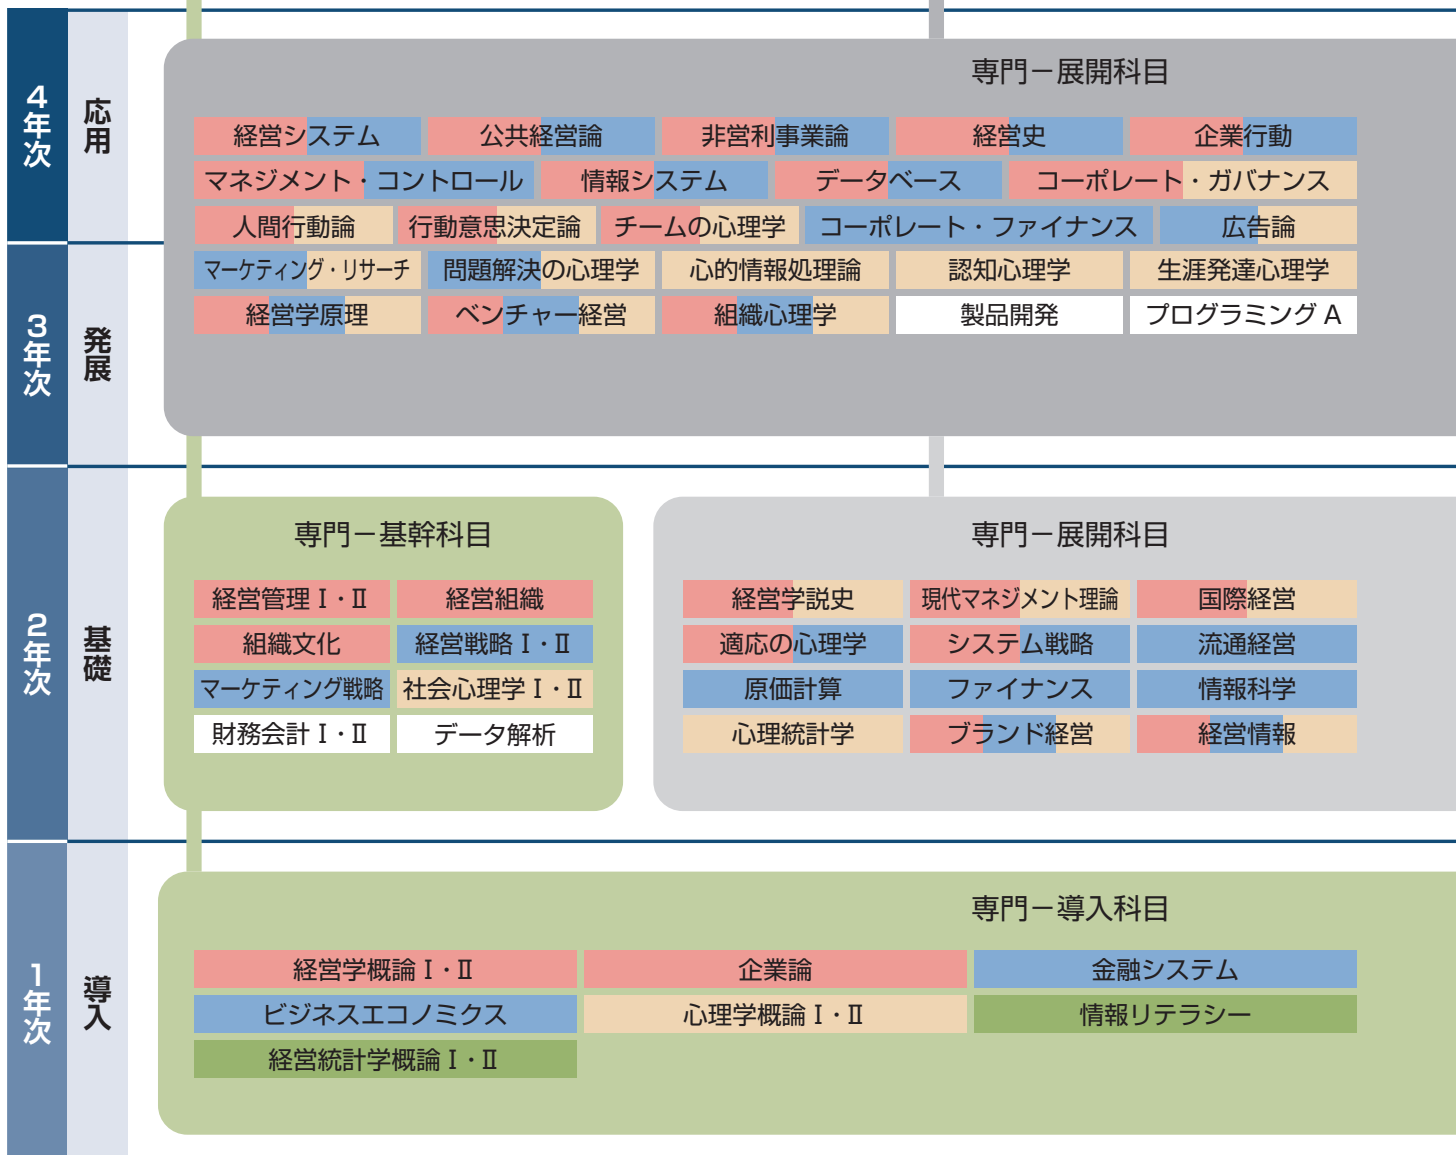 4年次
応用
専門－展開科目
経営システム 公共経営論 非営利事業論 経営史 企業行動
マネジメント・コントロール 情報システム データベース コーポレート・ガバナンス
人間行動論 行動意思決定論 チームの心理学 コーポレート・ファイナンス 広告論
3年次
発展
マーケティング・リサーチ 問題解決の心理学 心的情報処理論 認知心理学 生涯発達心理学
経営学原理 ベンチャー経営 組織心理学 製品開発 プログラミング A
2年次
基礎
専門－基幹科目
経営管理 Ⅰ・Ⅱ 経営組織
組織文化 経営戦略 Ⅰ・Ⅱ
マーケティング戦略 社会心理学 Ⅰ・Ⅱ
財務会計 Ⅰ・Ⅱ データ解析
専門－展開科目
経営学説史 現代マネジメント理論 国際経営
適応の心理学 システム戦略 流通経営
原価計算 ファイナンス 情報科学
心理統計学 ブランド経営 経営情報
1年次
導入
専門－導入科目
経営学概論 Ⅰ・Ⅱ 企業論 金融システム
ビジネスエコノミクス 心理学概論 Ⅰ・Ⅱ 情報リテラシー
経営統計学概論 Ⅰ・Ⅱ